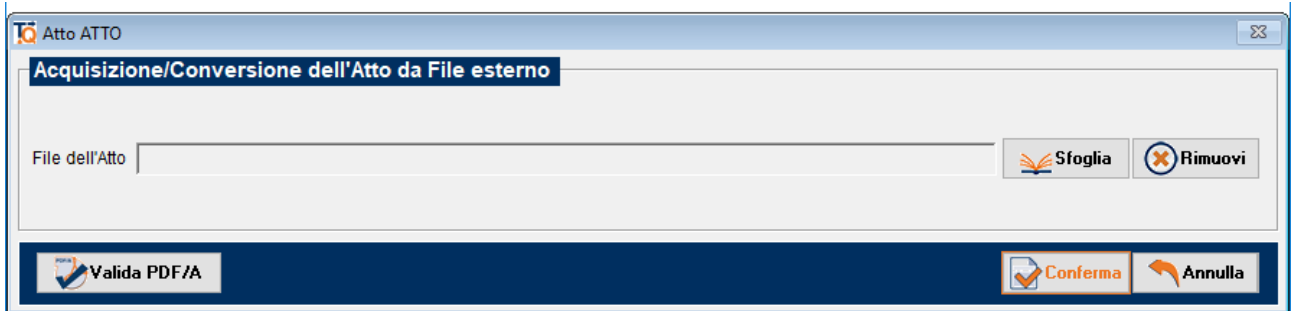 Atto ATTO
Acquisizione/Conversione dell'Atto da File esterno
File dell'Atto Sfoglia Rimuovi
Valida PDF/A Conferma Annulla